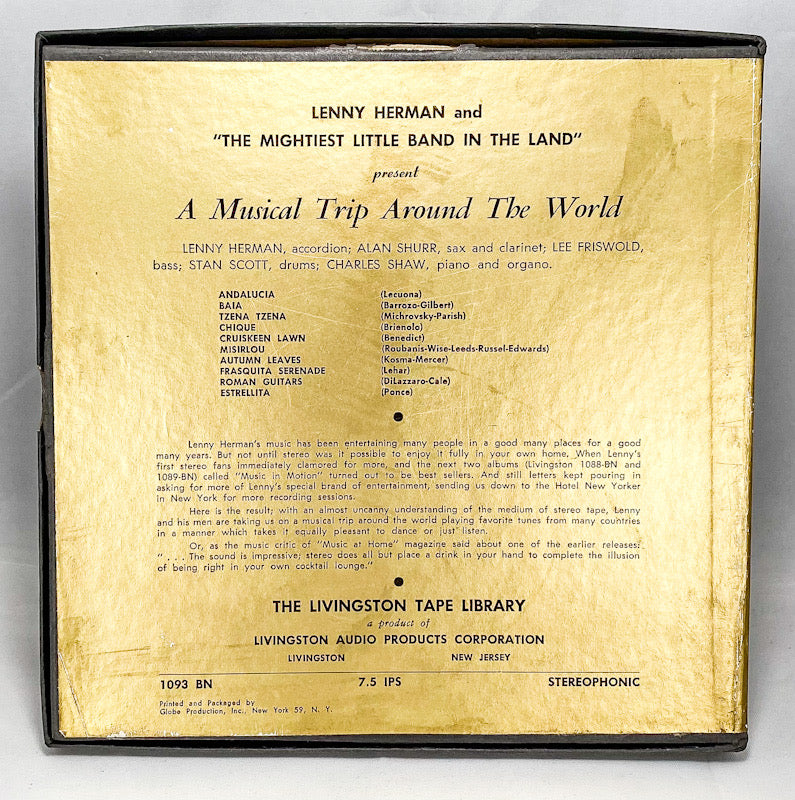 LENNY HERMAN and
"THE MIGHTIEST LITTLE BAND IN THE LAND"
present
A Musical Trip Around The World
LENNY HERMAN, accordion; ALAN SHURR, sax and clarinet; LEE FRISWOLD,
bass; STAN SCOTT, drums; CHARLES SHAW, piano and organo.
ANDALUCIA (Lecuona)
BAIA (Barrozo-Gilbert)
TZENA TZENA (Michrovsky-Parish)
CHIQUE (Brienolo)
CRUISKEEN LAWN (Benedict)
MISIRLOU (Roubanis-Wise-Leeds-Russel-Edwards)
AUTUMN LEAVES (Kosma-Mercer)
FRASQUITA SERENADE (Lehar)
ROMAN GUITARS (DiLazzaro-Cale)
ESTRELLITA (Ponce)
Lenny Herman's music has been entertaining many people in a good many places for a good
many years. But not until stereo was it possible to enjoy it fully in your own home. When Lenny's
first stereo fans immediately clamored for more, and the next two albums (Livingston 1088-BN and
1089-BN) called "Music in Motion" turned out to be best sellers. And still letters kept pouring in
asking for more of Lenny's special brand of entertainment, sending us down to the Hotel New Yorker
in New York for more recording sessions.
Here is the result; with an almost uncanny understanding of the medium of stereo tape, Lenny
and his men are taking us on a musical trip around the world playing favorite tunes from many countries
in a manner which takes it equally pleasant to dance or just listen.
Or, as the music critic of "Music at Home" magazine said about one of the earlier releases:
" . . . The sound is impressive; stereo does all but place a drink in your hand to complete the illusion
of being right in your own cocktail lounge."
THE LIVINGSTON TAPE LIBRARY
a product of
LIVINGSTON AUDIO PRODUCTS CORPORATION
LIVINGSTON NEW JERSEY
1093 BN 7.5 IPS STEREOPHONIC
Printed and Packaged by
Globe Production, Inc., New York 59, N. Y.